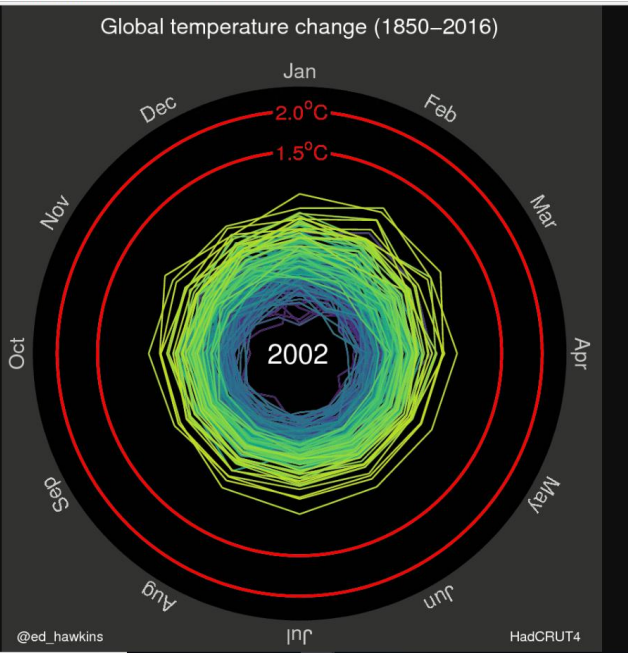 Global temperature change (1850–2016)
Jan
Dec
Feb
2.0°C
1.5°C
Nov
Mar
Oct
2002
Apr
Sep
May
Aug
Jun
Jul
@ed_hawkins
HadCRUT4